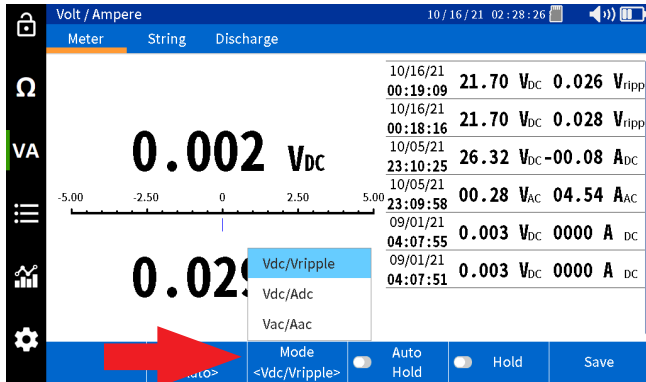 Volt / Ampere
10/16/21 02:28:26
Meter String Discharge
Ω
VA
0.002 VDC
-5.00 -2.50 0 2.50 5.00
Vdc/Vripple
Vdc/Adc
Vac/Aac
10/16/21
00:19:09 21.70 VDC 0.026 Vripp
10/16/21
00:18:16 21.70 VDC 0.028 Vripp
10/05/21
23:10:25 26.32 VDC -00.08 ADC
10/05/21
23:09:58 00.28 VAC 04.54 AAC
09/01/21
04:07:55 0.003 VDC 0000 A DC
09/01/21
04:07:51 0.003 VDC 0000 A DC
Mode
<Vdc/Vripple>
Auto
Hold
Hold
Save